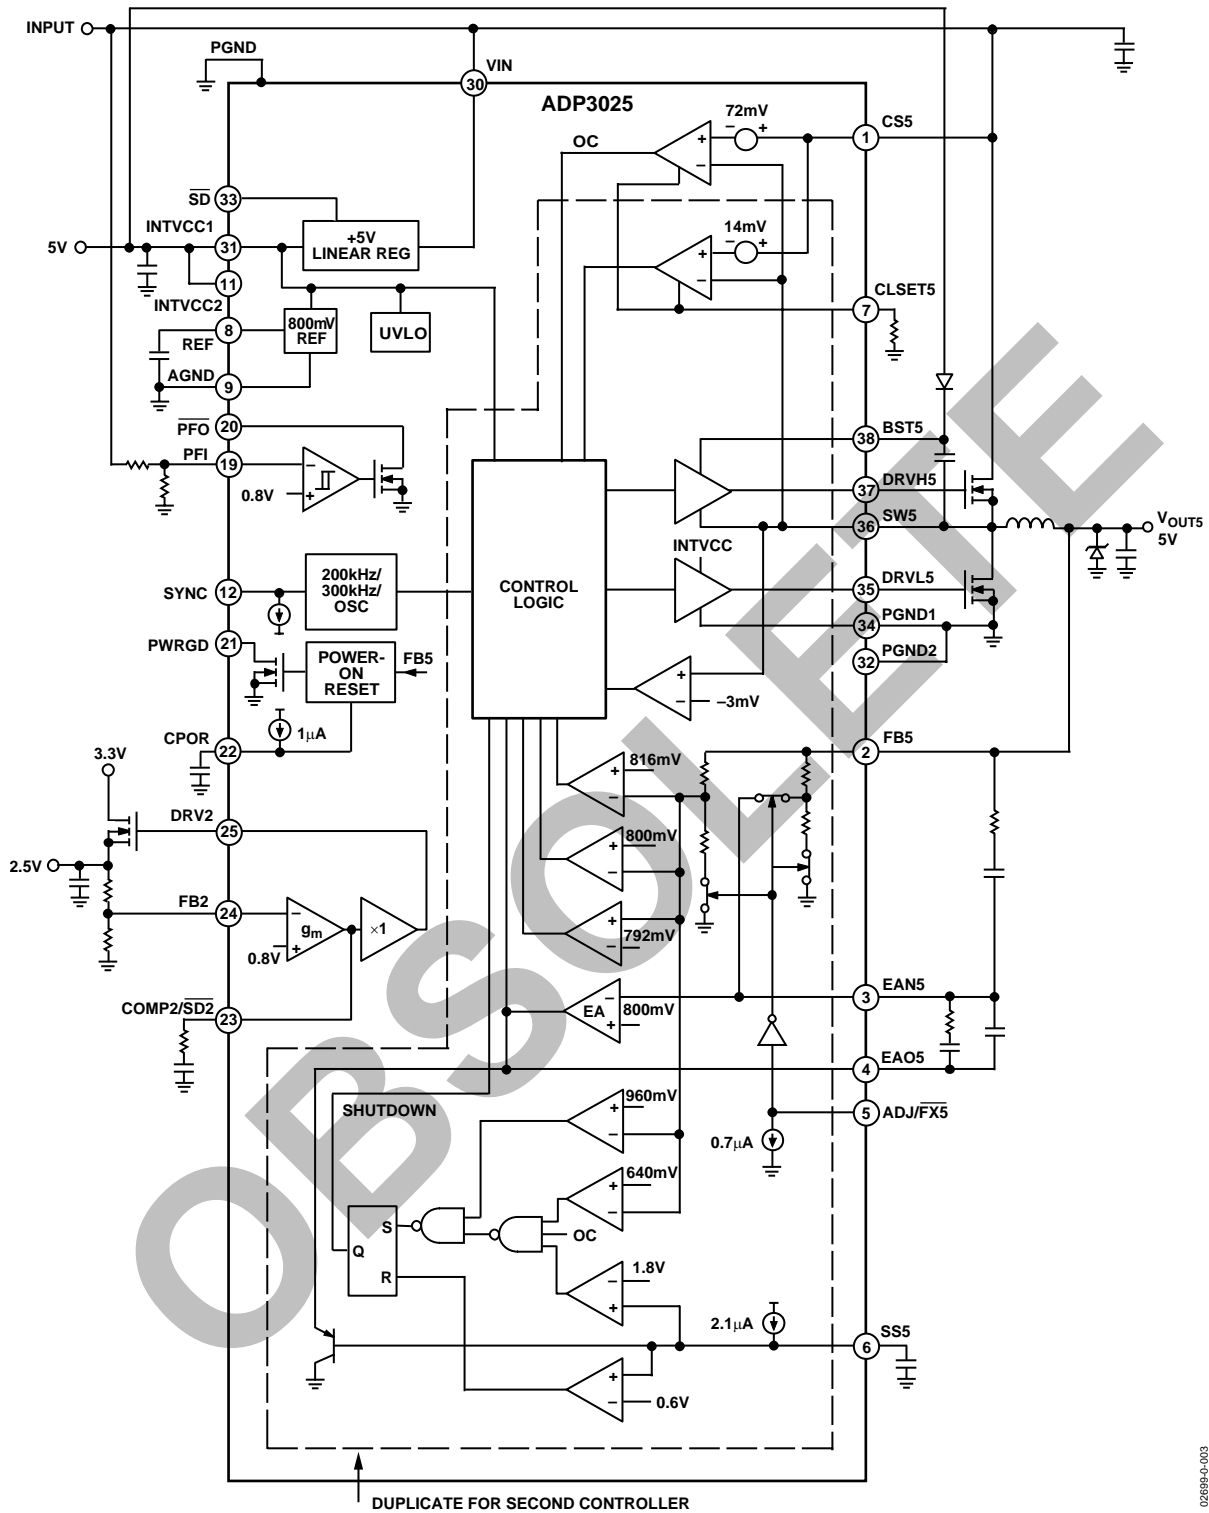 INPUT
PGND
VIN
30
ADP3025
72mV
− +
CS5
1
OC
+
−
SD
33
INTVCC1
5V
31
+5V
LINEAR REG
14mV
− +
+
−
11
INTVCC2
CLSET5
7
8
REF
800mV
REF
UVLO
AGND
9
20
PFO
BST5
38
PFI
19
−
0.8V
+
DRVH5
37
SW5
36
VOUT5
5V
INTVCC
SYNC
12
200kHz/
300kHz/
OSC
CONTROL
LOGIC
DRVL5
35
PGND1
34
21
PWRGD
POWER-
ON
RESET
FB5
PGND2
32
+
−
−3mV
1µA
CPOR
22
FB5
2
3.3V
816mV
+
−
DRV2
25
800mV
+
−
2.5V
FB2
24
−
gm
×1
0.8V
+
+
792mV
−
EAN5
3
−
EA
800mV
+
COMP2/SD2
23
EAO5
4
SHUTDOWN
960mV
+
−
5
ADJ/FX5
0.7µA
640mV
+
−
S
Q
OC
R
1.8V
−
+
2.1µA
SS5
6
+
−
0.6V
DUPLICATE FOR SECOND CONTROLLER
02699-0-003
OBSOLETE